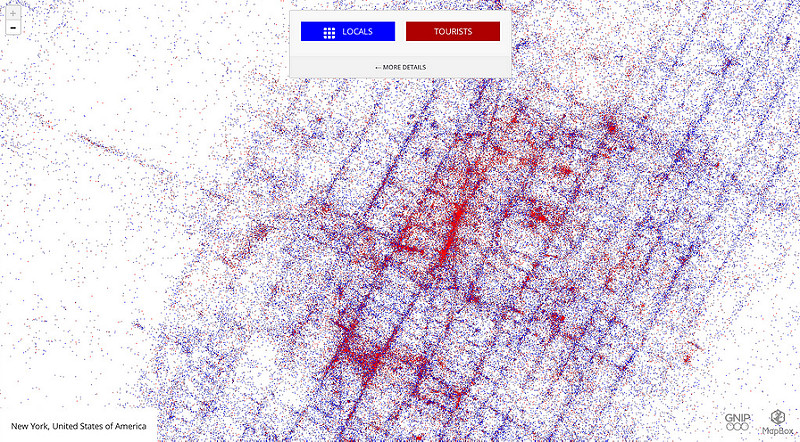 +
-
LOCALS
TOURISTS
← MORE DETAILS
New York, United States of America
GNIP
MapBox